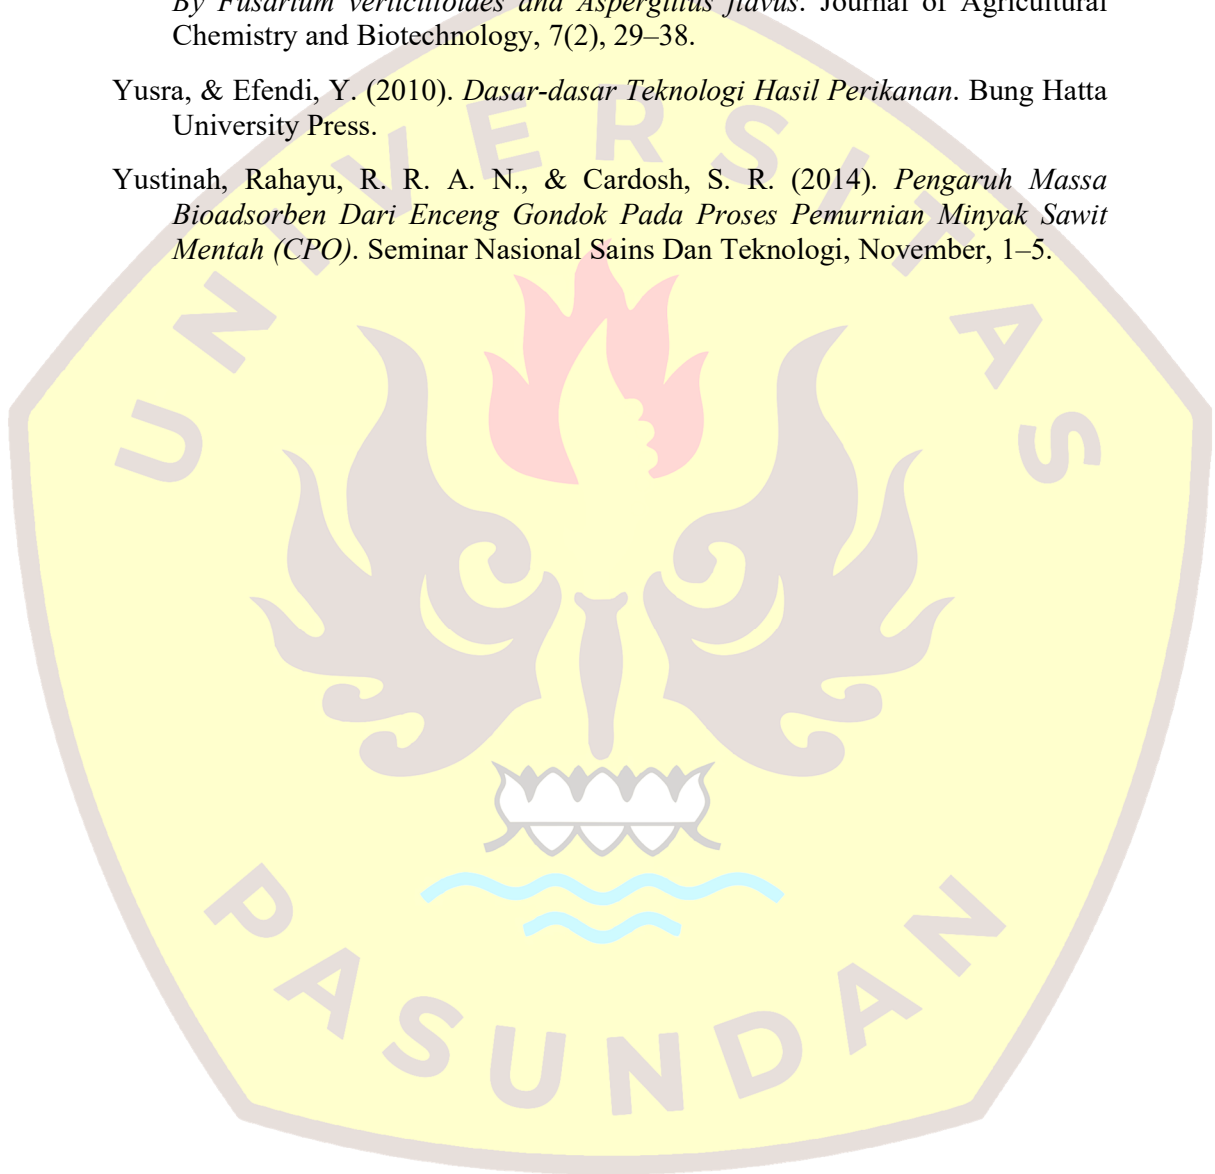 By Fusarium verticillioides and Aspergillus flavus. Journal of Agricultural
Chemistry and Biotechnology, 7(2), 29–38.
Yusra, & Efendi, Y. (2010). Dasar-dasar Teknologi Hasil Perikanan. Bung Hatta
University Press.
Yustinah, Rahayu, R. R. A. N., & Cardosh, S. R. (2014). Pengaruh Massa
Bioadsorben Dari Enceng Gondok Pada Proses Pemurnian Minyak Sawit
Mentah (CPO). Seminar Nasional Sains Dan Teknologi, November, 1–5.
UNIVERSITAS
PASUNDAN